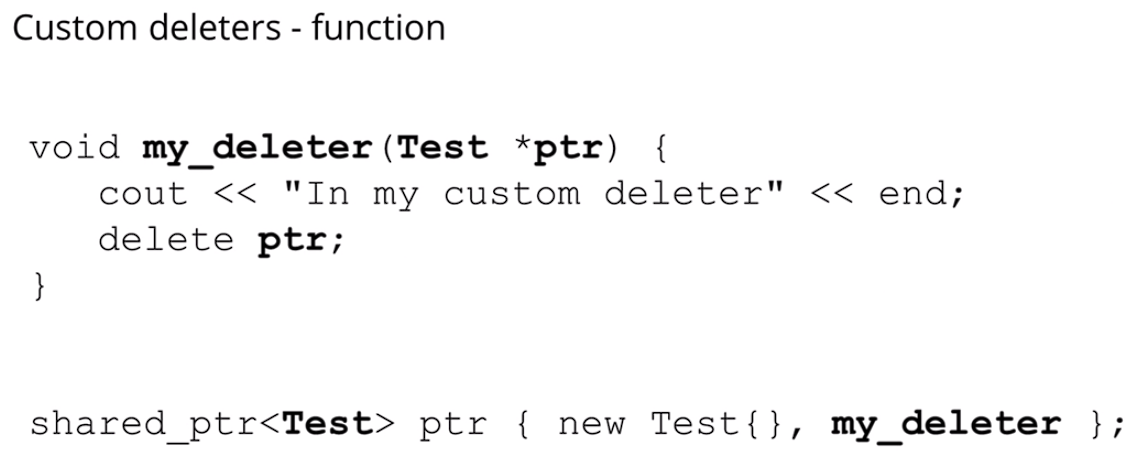 Custom deleters - function
void my_deleter(Test *ptr) {
cout << "In my custom deleter" << end;
delete ptr;
}
shared_ptr<Test> ptr { new Test{}, my_deleter };